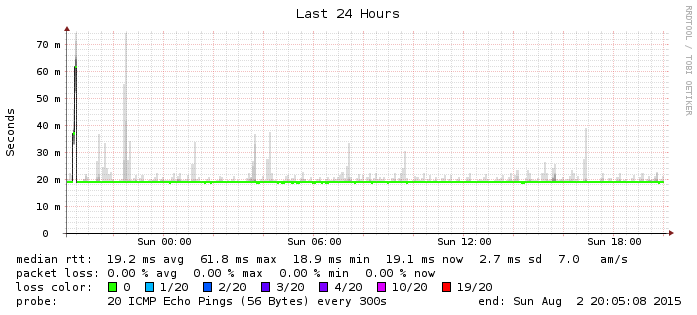 Last 24 Hours
RRDTOOL / TOBI OETIKER
Seconds
70 m
60 m
50 m
40 m
30 m
20 m
10 m
0
Sun 00:00 Sun 06:00 Sun 12:00 Sun 18:00
median rtt: 19.2 ms avg 61.8 ms max 18.9 ms min 19.1 ms now 2.7 ms sd 7.0 am/s
packet loss: 0.00 % avg 0.00 % max 0.00 % min 0.00 % now
loss color: 0 1/20 2/20 3/20 4/20 10/20 19/20
probe: 20 ICMP Echo Pings (56 Bytes) every 300s end: Sun Aug 2 20:05:08 2015